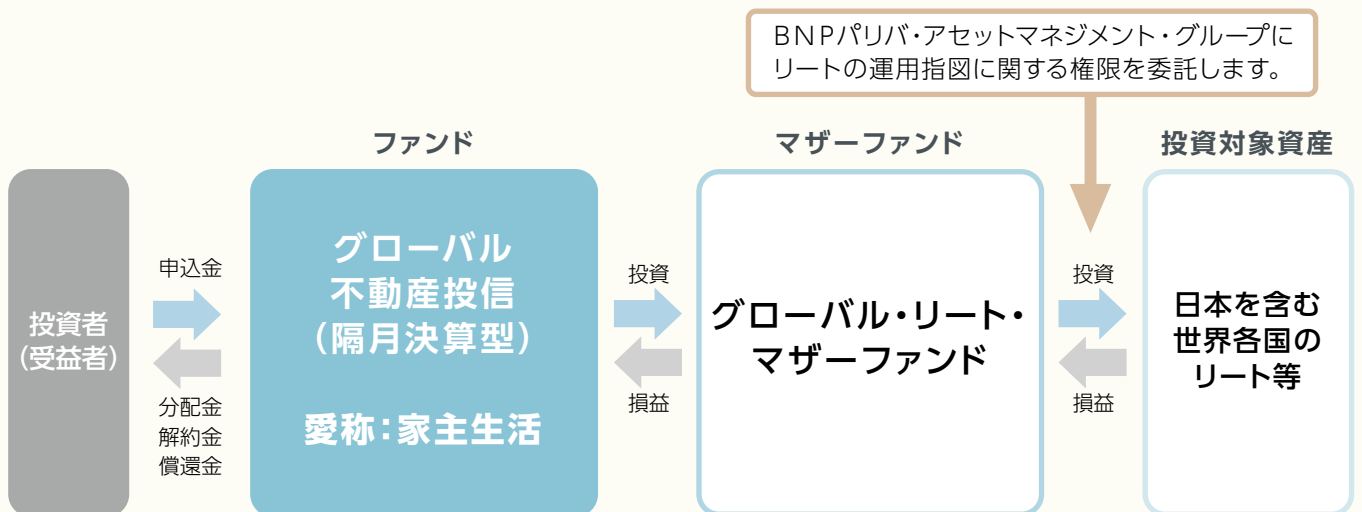 BNPパリバ・アセットマネジメント・グループに
リートの運用指図に関する権限を委託します。
ファンド
マザーファンド
投資対象資産
投資者
(受益者)
申込金
分配金
解約金
償還金
グローバル
不動産投信
(隔月決算型)
愛称:家主生活
投資
損益
グローバル・リート・
マザーファンド
投資
損益
日本を含む
世界各国の
リート等